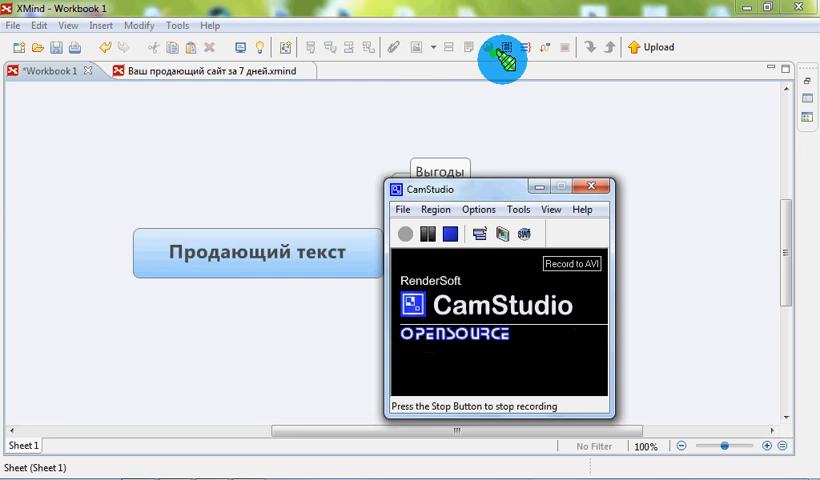 XMind - Workbook 1
File Edit View Insert Modify Tools Help
Upload
*Workbook 1
Ваш продающий сайт за 7 дней.xmind
Выгоды
Продающий текст
CamStudio
File Region Options Tools View Help
Record to AVI
RenderSoft
CamStudio
OPENSOURCE
Press the Stop Button to stop recording
Sheet 1
No Filter 100%
Sheet (Sheet 1)